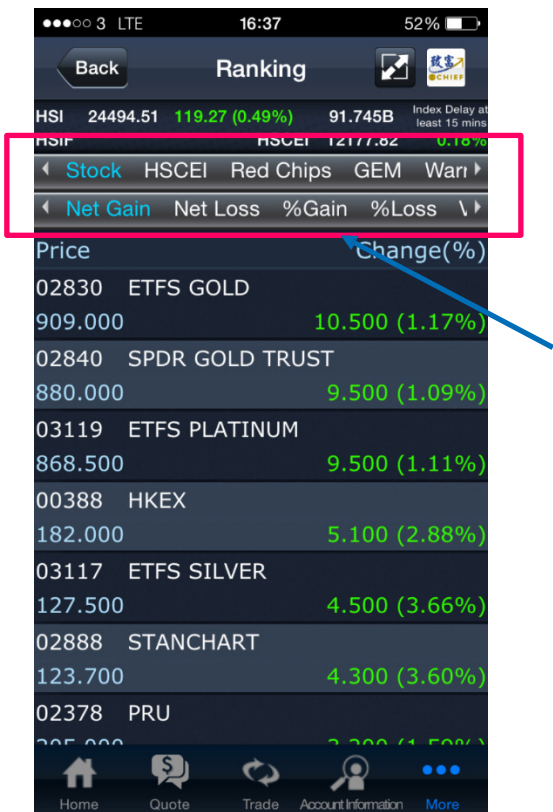 3 LTE 16:37 52%
Back Ranking 致富 CHIEF
HSI 24494.51 119.27 (0.49%) 91.745B Index Delay at least 15 mins
HSIF HSCEI 12177.82 0.18%
Stock HSCEI Red Chips GEM Warr
Net Gain Net Loss %Gain %Loss
Price Change(%)
02830 ETFS GOLD
909.000 10.500 (1.17%)
02840 SPDR GOLD TRUST
880.000 9.500 (1.09%)
03119 ETFS PLATINUM
868.500 9.500 (1.11%)
00388 HKEX
182.000 5.100 (2.88%)
03117 ETFS SILVER
127.500 4.500 (3.66%)
02888 STANCHART
123.700 4.300 (3.60%)
02378 PRU
Home Quote Trade Account Information More